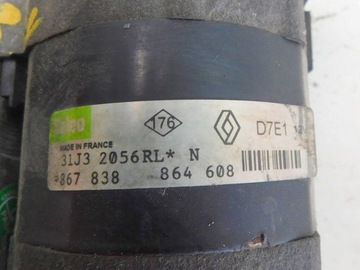 176 D7E1
MADE IN FRANCE
31J3 2056RL* N
*867 838 864 608